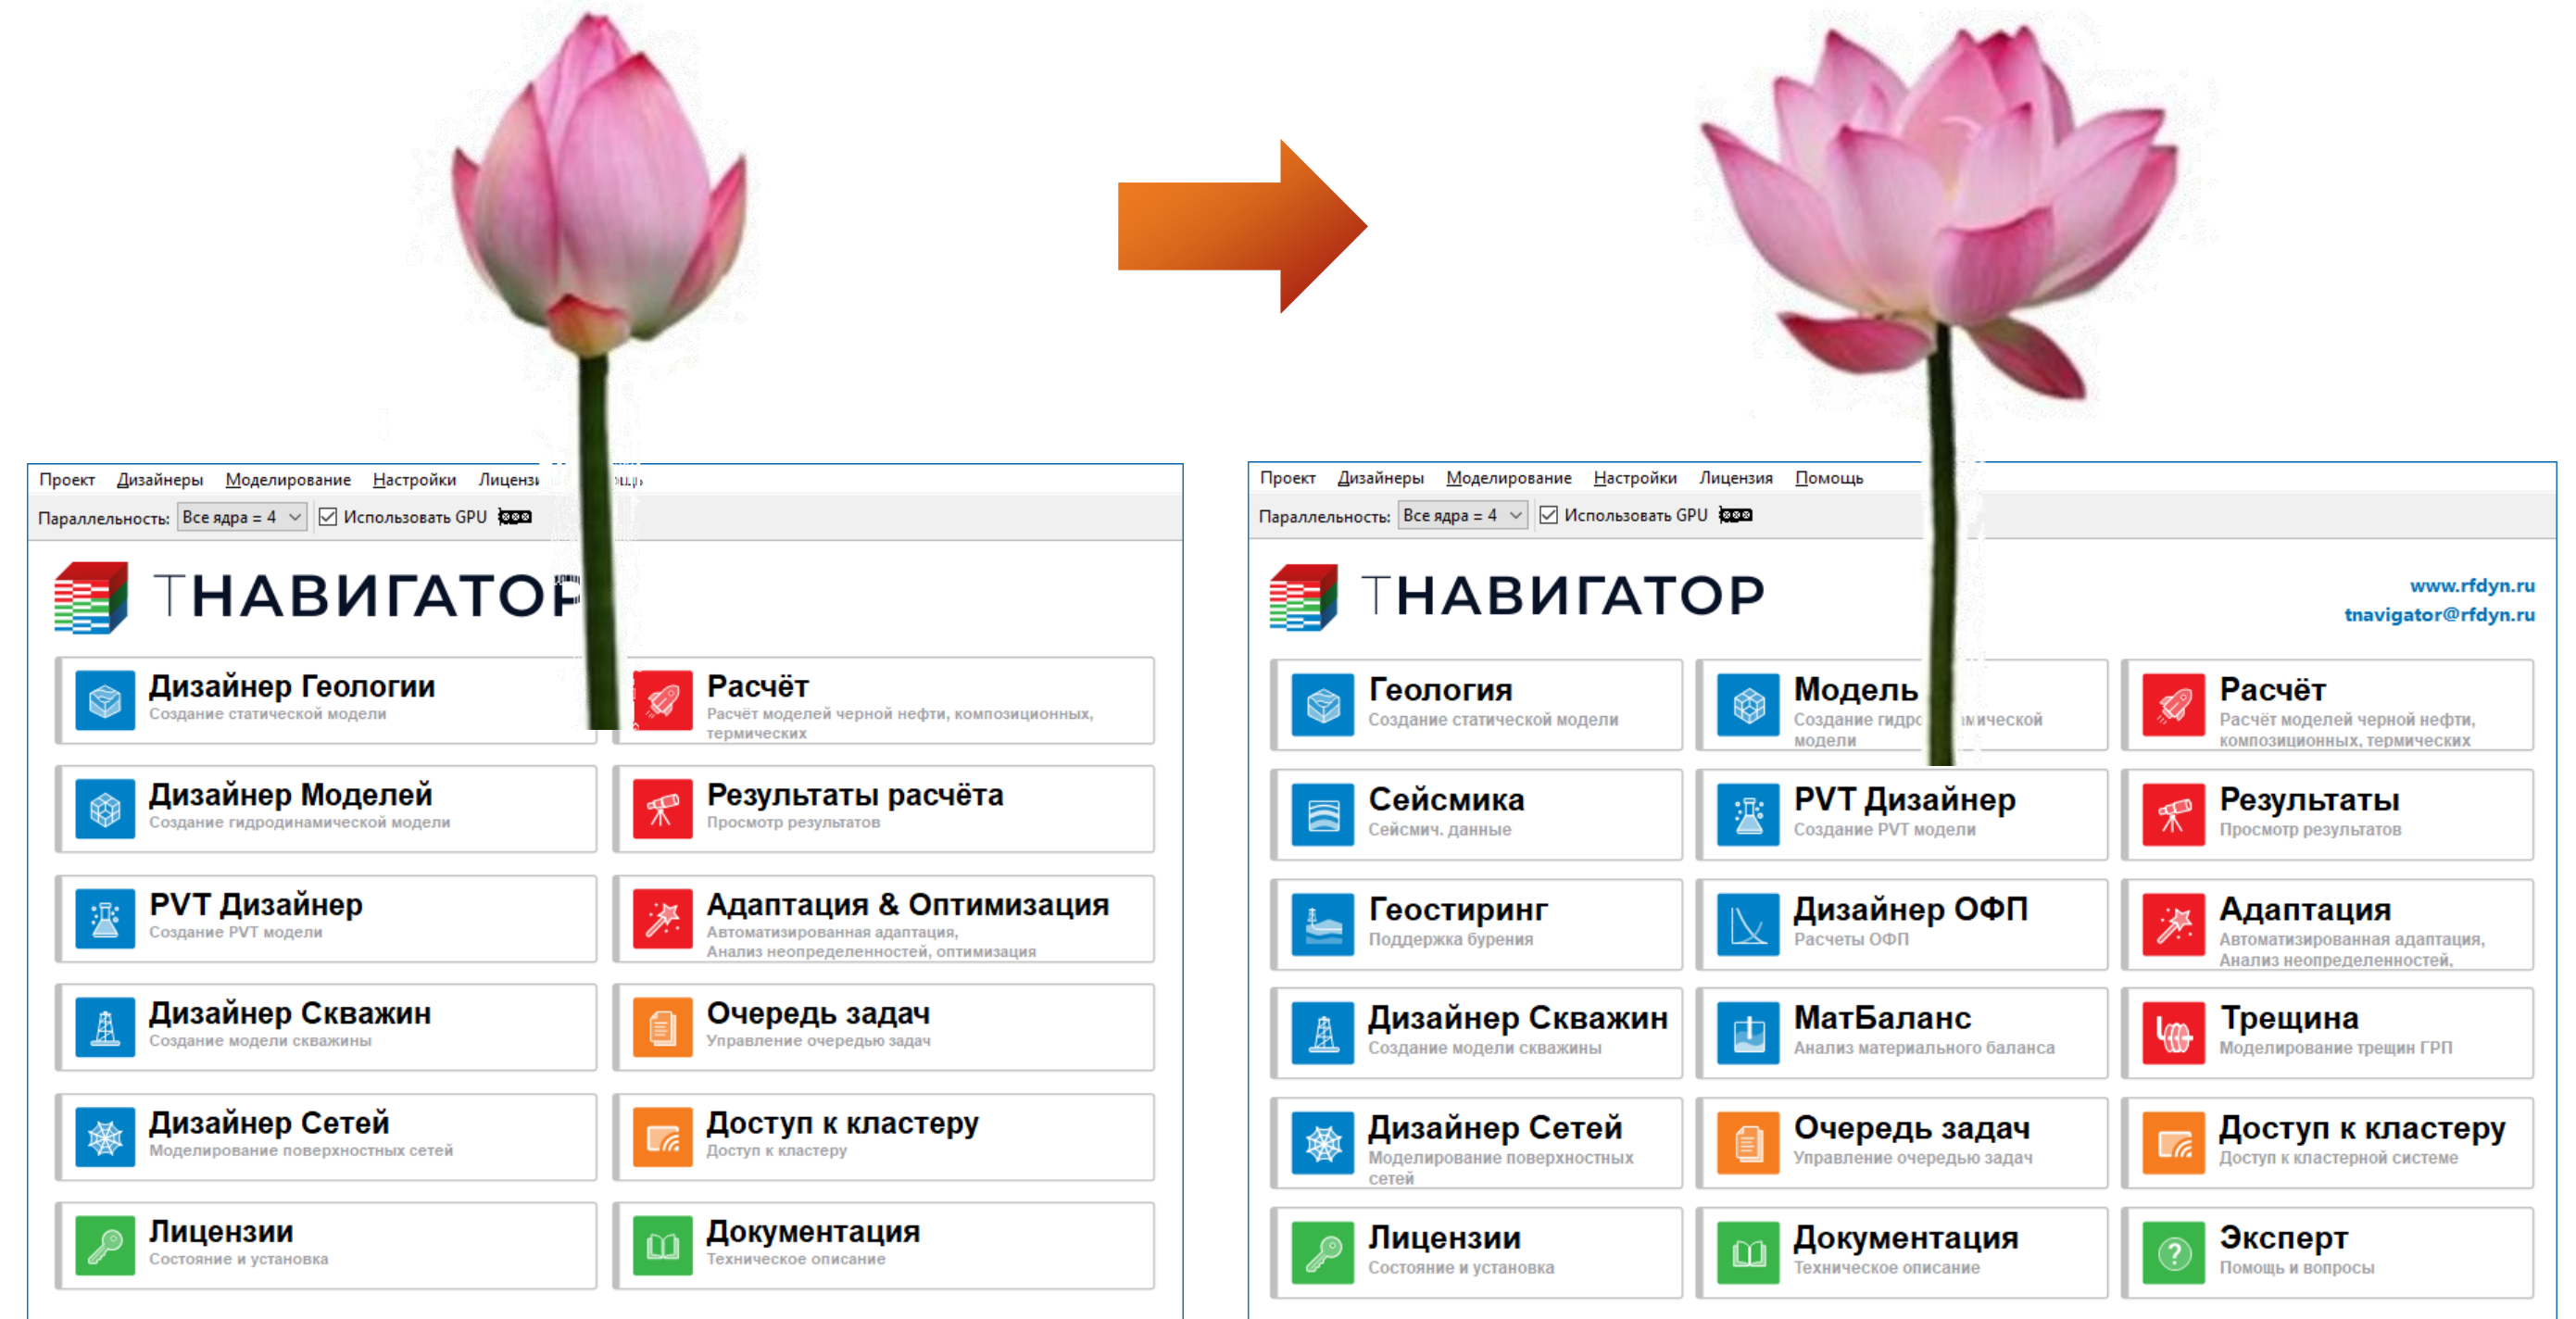 Проект Дизайнеры Моделирование Настройки
Параллельность: Все ядра = 4 Использовать GPU
ТНАВИГАТОР
Дизайнер Геологии
Создание статической модели
Расчёт
Расчёт моделей черной нефти, композиционных,
термических
Дизайнер Моделей
Создание гидродинамической модели
Результаты расчёта
Просмотр результатов
PVT Дизайнер
Создание PVT модели
Адаптация & Оптимизация
Автоматизированная адаптация,
Анализ неопределенностей, оптимизация
Дизайнер Скважин
Создание модели скважины
Очередь задач
Управление очередью задач
Дизайнер Сетей
Моделирование поверхностных сетей
Доступ к кластеру
Доступ к кластеру
Лицензии
Состояние и установка
Документация
Техническое описание
Проект Дизайнеры Моделирование Настройки Лицензия Помощь
Параллельность: Все ядра = 4 Использовать GPU
ТНАВИГАТОР
www.rfdyn.ru
tnavigator@rfdyn.ru
Геология
Создание статической модели
Модель
Создание
модели
Расчёт
Расчёт моделей черной нефти,
композиционных, термических
Сейсмика
Сейсмич. данные
PVT Дизайнер
Создание PVT модели
Результаты
Просмотр результатов
Геостиринг
Поддержка бурения
Дизайнер ОФП
Расчеты ОФП
Адаптация
Автоматизированная адаптация,
Анализ неопределенностей,
Дизайнер Скважин
Создание модели скважины
МатБаланс
Анализ материального баланса
Трещина
Моделирование трещин ГРП
Дизайнер Сетей
Моделирование поверхностных
сетей
Очередь задач
Управление очередью задач
Доступ к кластеру
Доступ к кластерной системе
Лицензии
Состояние и установка
Документация
Техническое описание
Эксперт
Помощь и вопросы